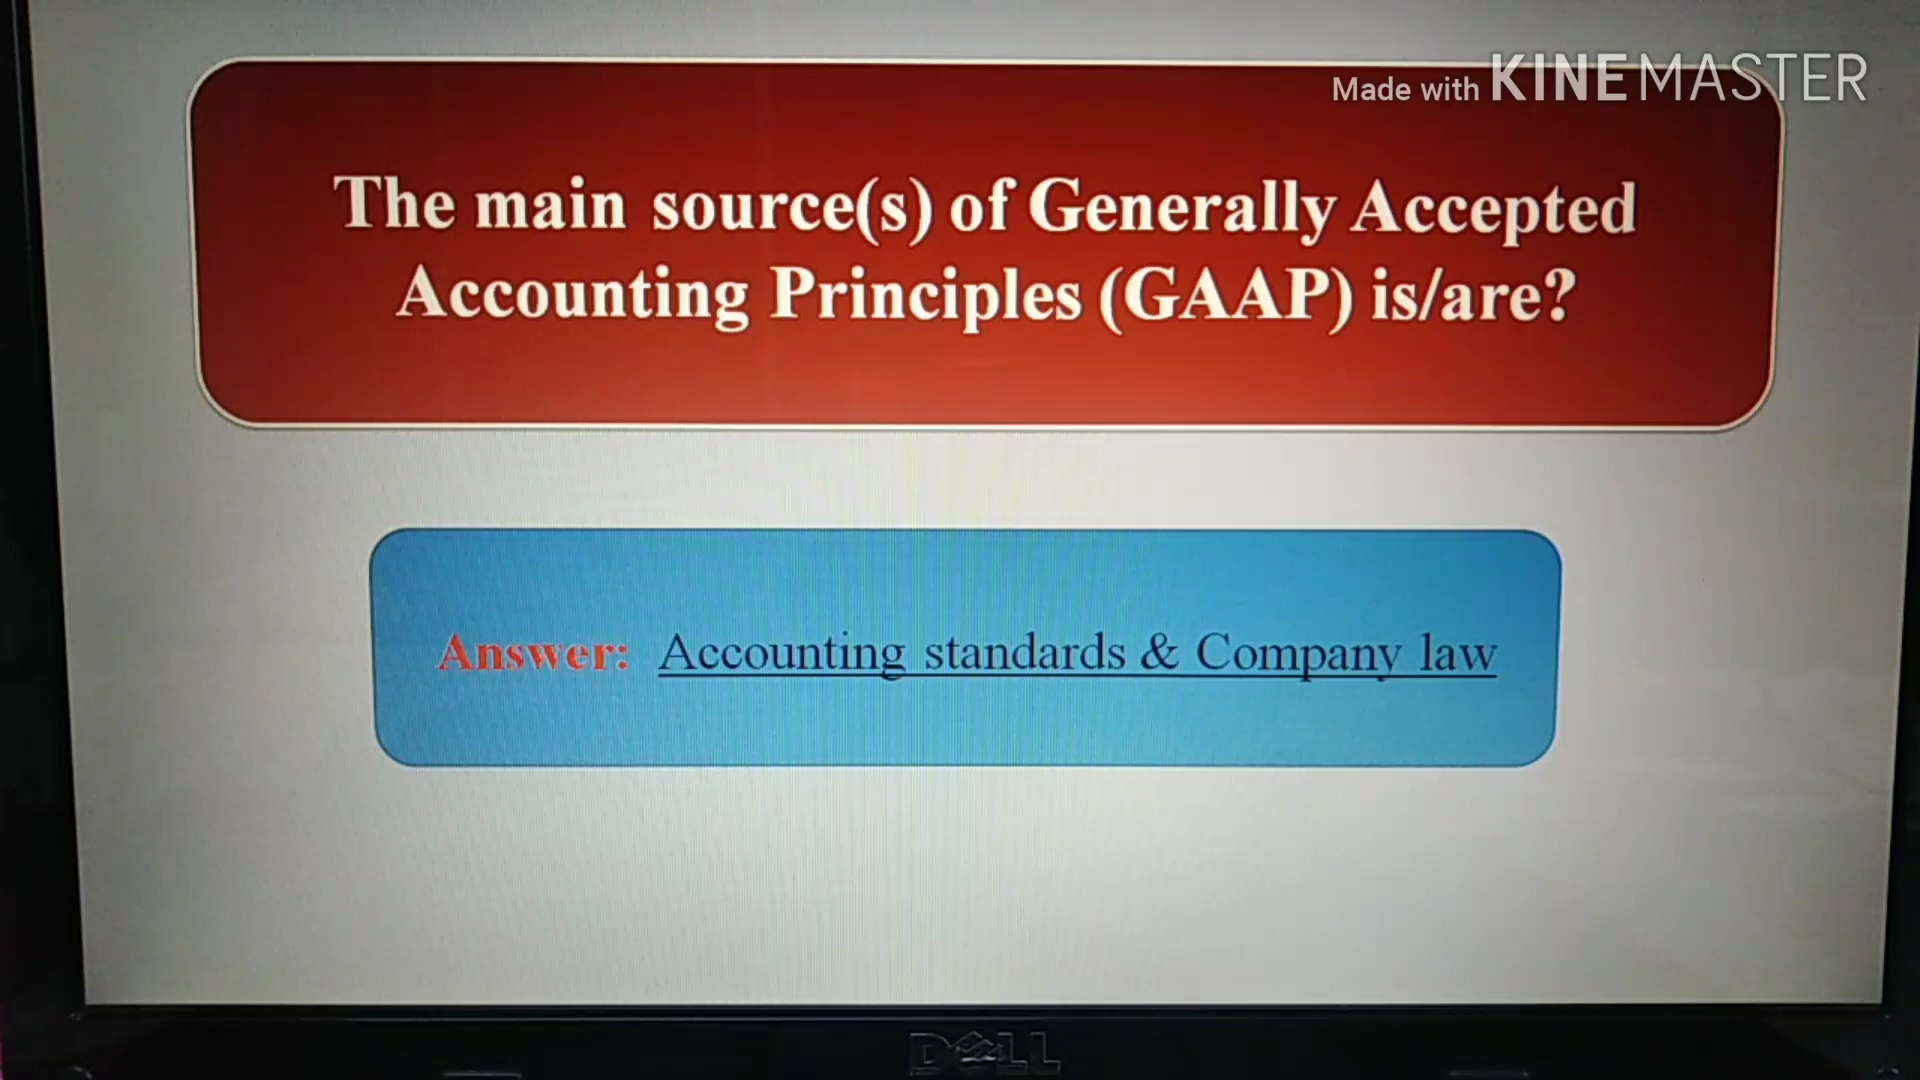 Made with KINEMASTER
The main source(s) of Generally Accepted
Accounting Principles (GAAP) is/are?
Answer: Accounting standards & Company law
DELL